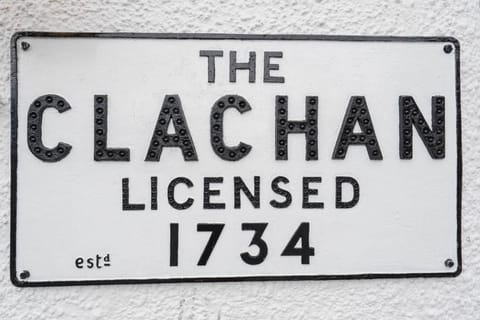 THE
CLACHAN
LICENSED
estd 1734